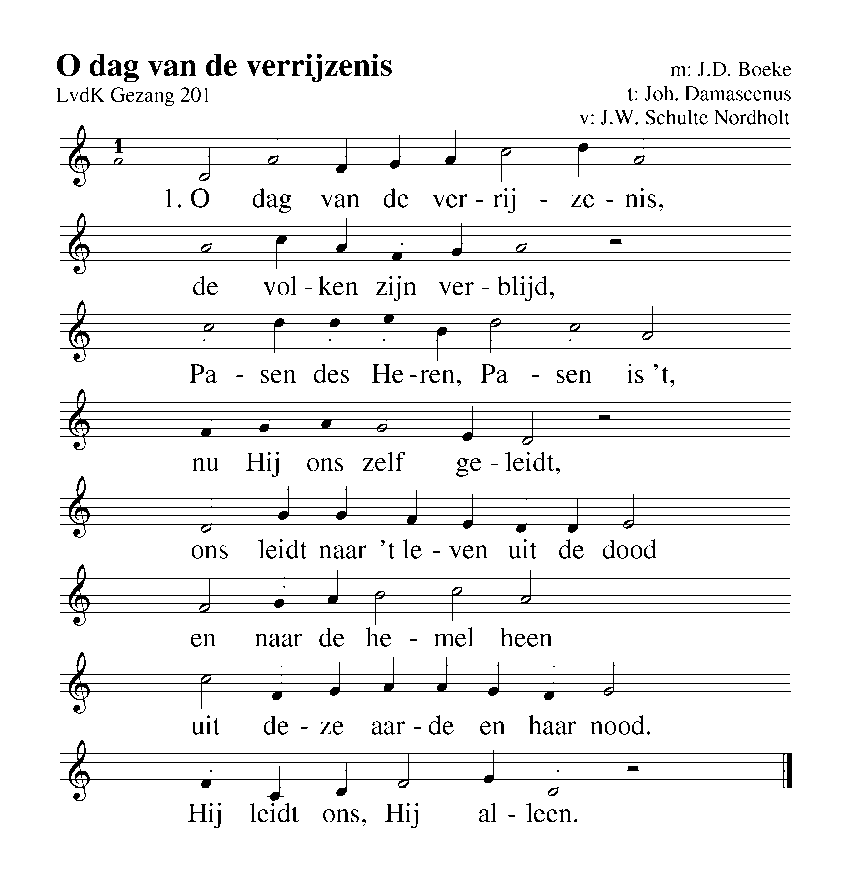 O dag van de verrijzenis
m: J.D. Boeke
LvdK Gezang 201
t: Joh. Damascenus
v: J.W. Schulte Nordholt
1
1. O dag van de ver - rij - ze - nis,
de vol - ken zijn ver - blijd,
Pa - sen des He - ren, Pa - sen is 't,
nu Hij ons zelf ge - leidt,
ons leidt naar 't le - ven uit de dood
en naar de he - mel heen
uit de - ze aar - de en haar nood.
Hij leidt ons, Hij al - leen.